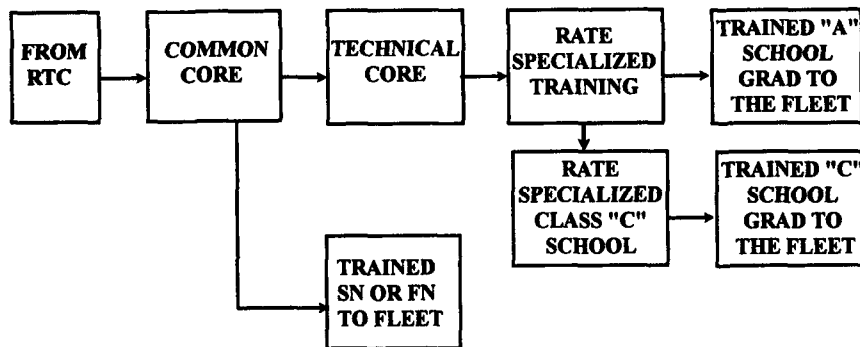 FROM
RTC
COMMON
CORE
TECHNICAL
CORE
RATE
SPECIALIZED
TRAINING
TRAINED "A"
SCHOOL
GRAD TO
THE FLEET
RATE
SPECIALIZED
CLASS "C"
SCHOOL
TRAINED "C"
SCHOOL
GRAD TO
THE FLEET
TRAINED
SN OR FN
TO FLEET